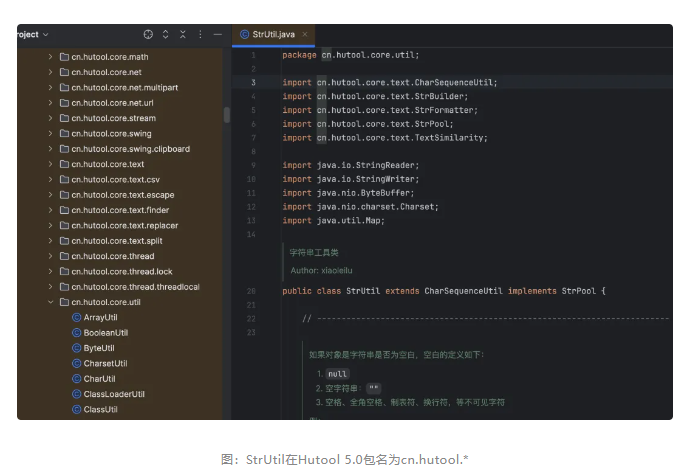 roject
cn.hutool.core.math
cn.hutool.core.net
cn.hutool.core.net.multipart
cn.hutool.core.net.url
cn.hutool.core.stream
cn.hutool.core.swing
cn.hutool.core.swing.clipboard
cn.hutool.core.text
cn.hutool.core.text.csv
cn.hutool.core.text.escape
cn.hutool.core.text.finder
cn.hutool.core.text.replacer
cn.hutool.core.text.split
cn.hutool.core.thread
cn.hutool.core.thread.lock
cn.hutool.core.thread.threadlocal
cn.hutool.core.util
ArrayUtil
BooleanUtil
ByteUtil
CharsetUtil
CharUtil
ClassLoaderUtil
ClassUtil
StrUtil.java
1 package cn.hutool.core.util;
2
3 import cn.hutool.core.text.CharSequenceUtil;
4 import cn.hutool.core.text.StrBuilder;
5 import cn.hutool.core.text.StrFormatter;
6 import cn.hutool.core.text.StrPool;
7 import cn.hutool.core.text.TextSimilarity;
8
9 import java.io.StringReader;
10 import java.io.StringWriter;
11 import java.nio.ByteBuffer;
12 import java.nio.charset.Charset;
13 import java.util.Map;
14
字符串工具类
Author: xiaoleilu
20 public class StrUtil extends CharSequenceUtil implements StrPool {
21
22 // ------------------------------------------------------------------------
23
如果对象是字符串是否为空白，空白的定义如下：
1. null
2. 空字符串：""
3. 空格、全角空格、制表符、换行符，等不可见字符
图：StrUtil在Hutool 5.0包名为cn.hutool.*